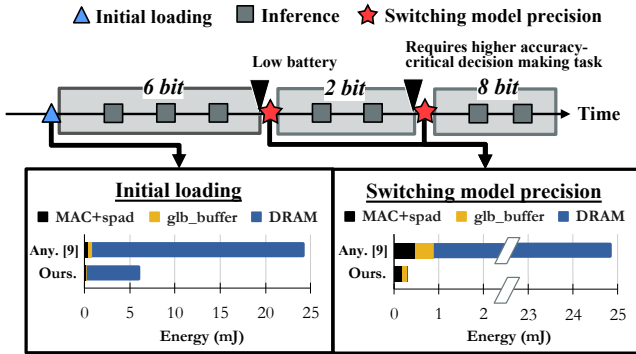 Initial loading Inference Switching model precision
Low battery
Requires higher accuracy-
critical decision making task
6 bit 2 bit 8 bit
Time
Initial loading
MAC+spad glb_buffer DRAM
Any. [9]
Ours.
0 5 10 15 20 25
Energy (mJ)
Switching model precision
MAC+spad glb_buffer DRAM
Any. [9]
Ours.
0 1 2 23 24 25
Energy (mJ)